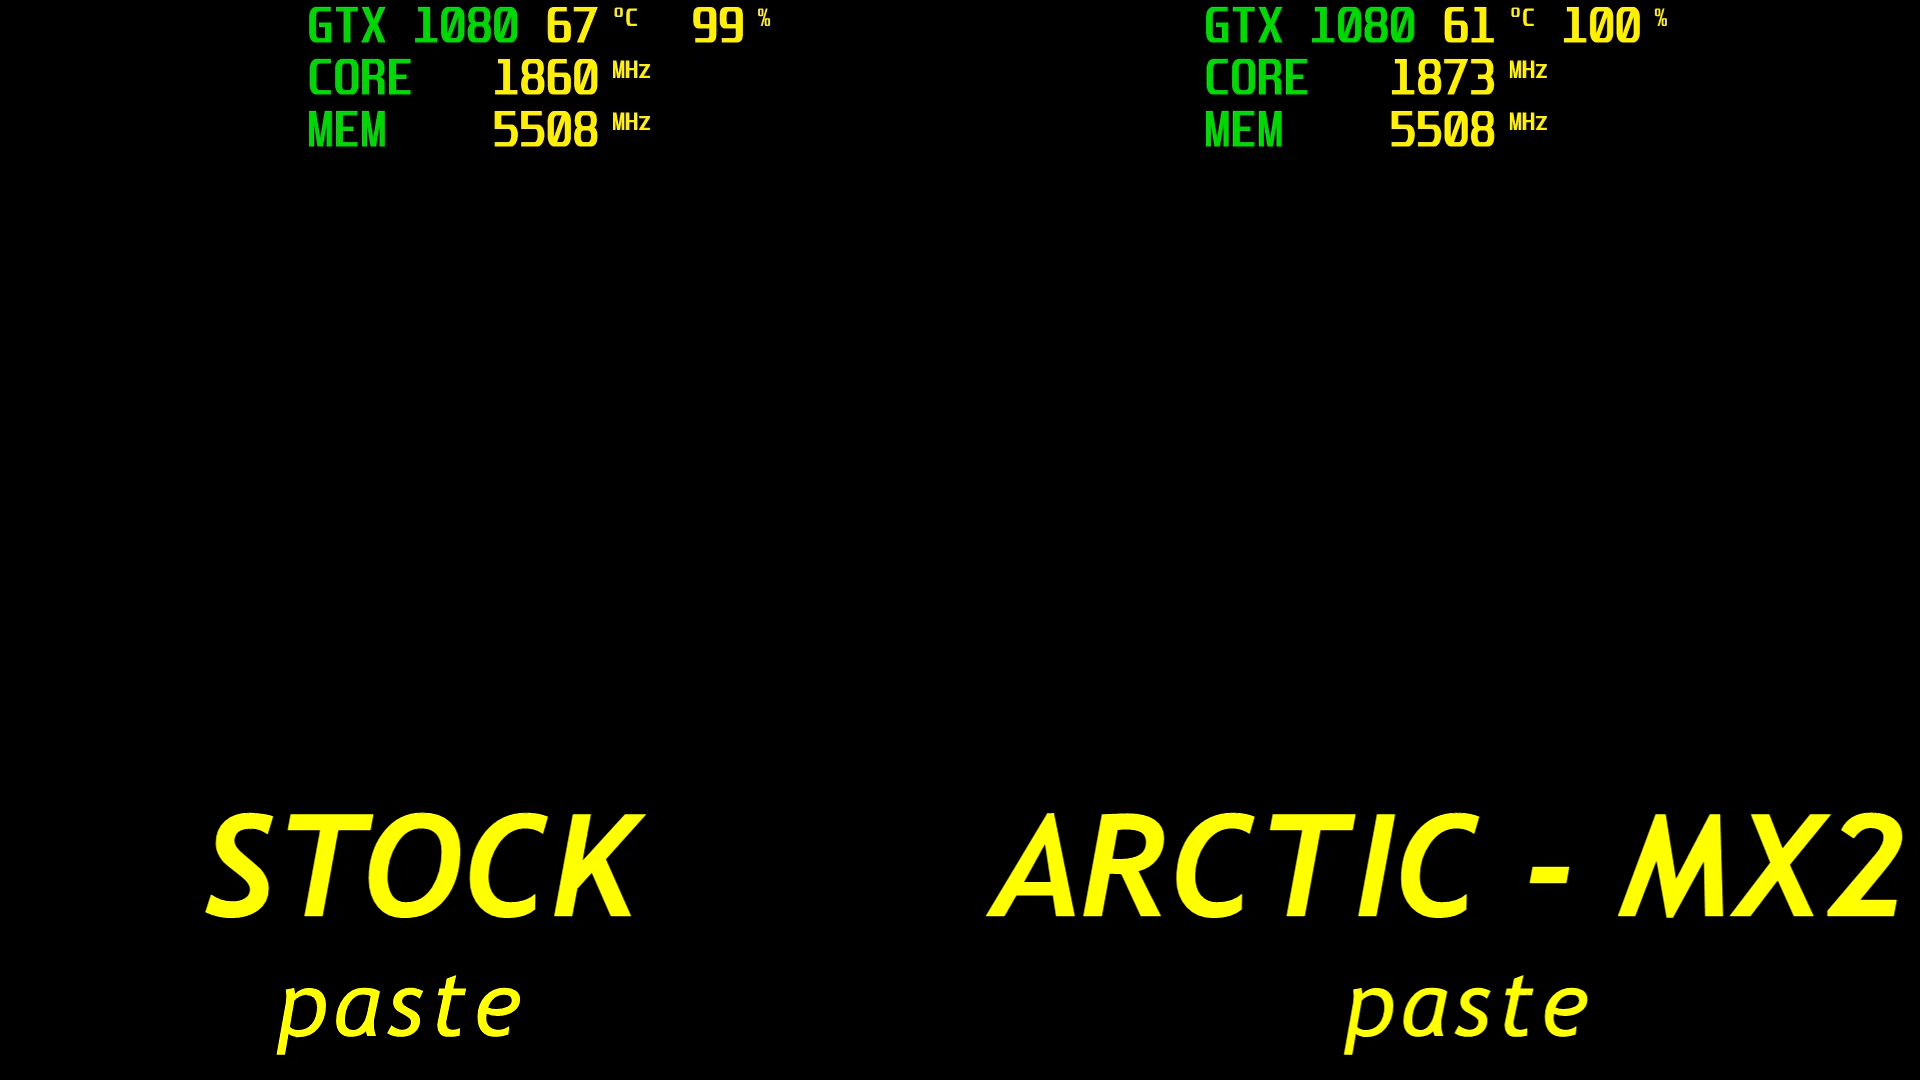 GTX 1080 67 °C 99 %
CORE 1860 MHz
MEM 5508 MHz
GTX 1080 61 °C 100 %
CORE 1873 MHz
MEM 5508 MHz
STOCK
paste
ARCTIC - MX2
paste